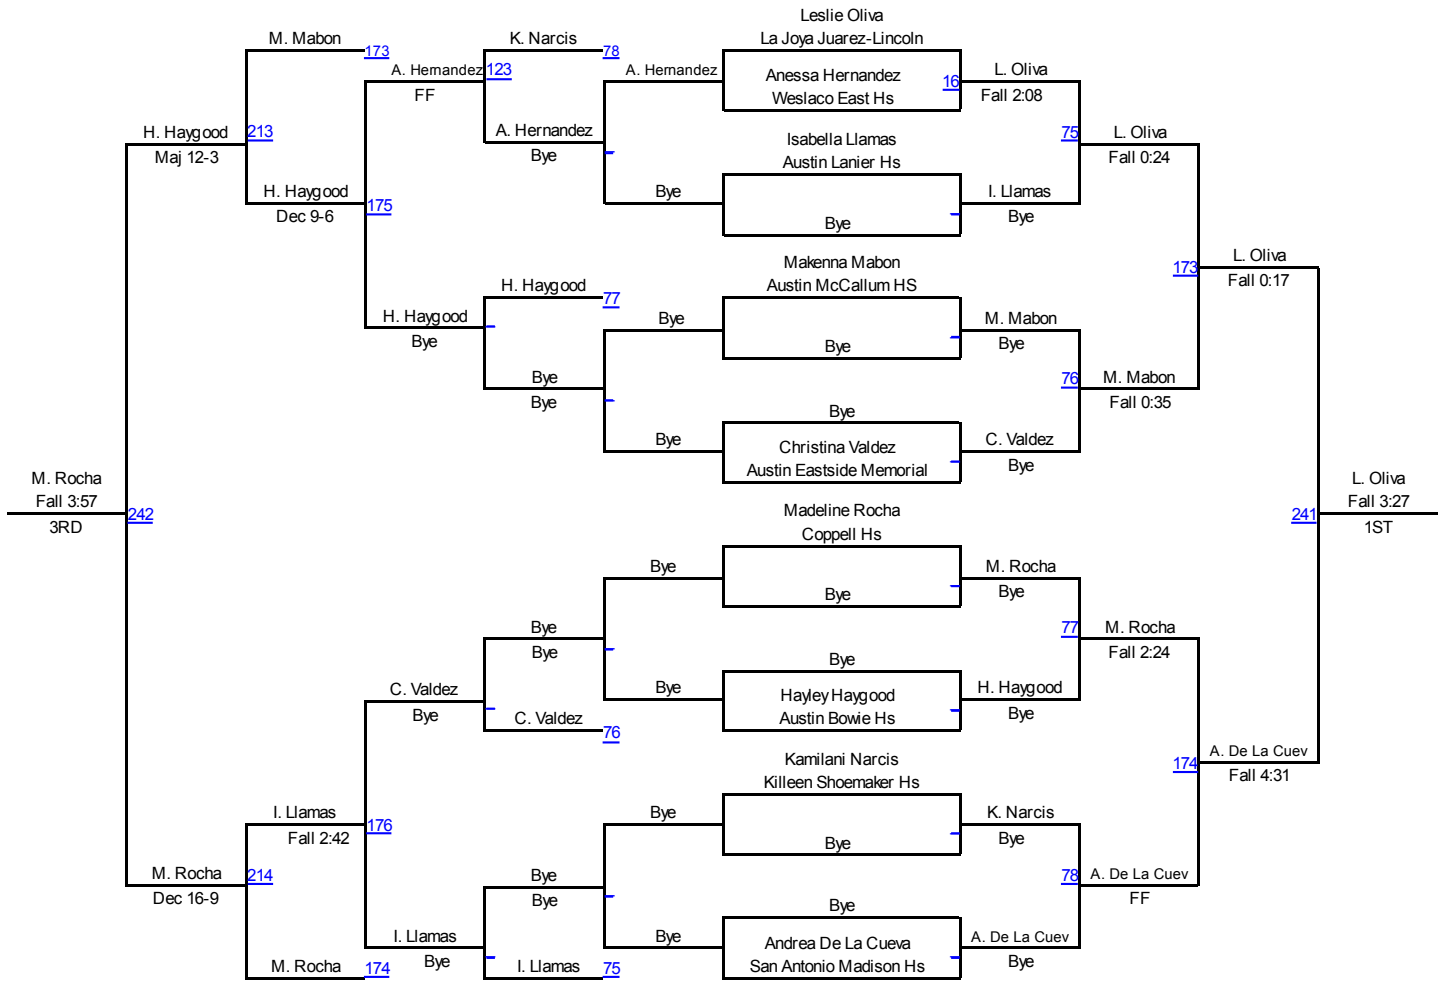 Leslie Oliva
M. Mabon
K. Narcis
La Joya Juarez-Lincoln
173
78
A. Hernandez
123
A. Hernandez
Anessa Hernandez
16
L. Oliva
FF
Weslaco East Hs
Fall 2:08
H. Haygood
213
A. Hernandez
Isabella Llamas
75
L. Oliva
Maj 12-3
Bye
Austin Lanier Hs
Fall 0:24
H. Haygood
Bye
I. Llamas
Dec 9-6
175
Bye
Bye
Makenna Mabon
L. Oliva
H. Haygood
Austin McCallum HS
173
Fall 0:17
77
H. Haygood
Bye
M. Mabon
Bye
Bye
Bye
Bye
76
M. Mabon
Bye
Fall 0:35
Bye
Bye
Christina Valdez
C. Valdez
Austin Eastside Memorial
Bye
M. Rocha
L. Oliva
Fall 3:57
Fall 3:27
242
Madeline Rocha
241
3RD
1ST
Coppell Hs
Bye
M. Rocha
Bye
Bye
Bye
77
M. Rocha
Bye
Fall 2:24
Bye
C. Valdez
Bye
Hayley Haygood
H. Haygood
Bye
C. Valdez
76
Austin Bowie Hs
Bye
Kamilani Narcis
174
A. De La Cuev
Killeen Shoemaker Hs
Fall 4:31
I. Llamas
Bye
K. Narcis
Fall 2:42
176
Bye
Bye
M. Rocha
214
Bye
78
A. De La Cuev
Dec 16-9
Bye
FF
Bye
I. Llamas
Bye
Andrea De La Cueva
A. De La Cuev
Bye
San Antonio Madison Hs
Bye
M. Rocha
174
I. Llamas
75